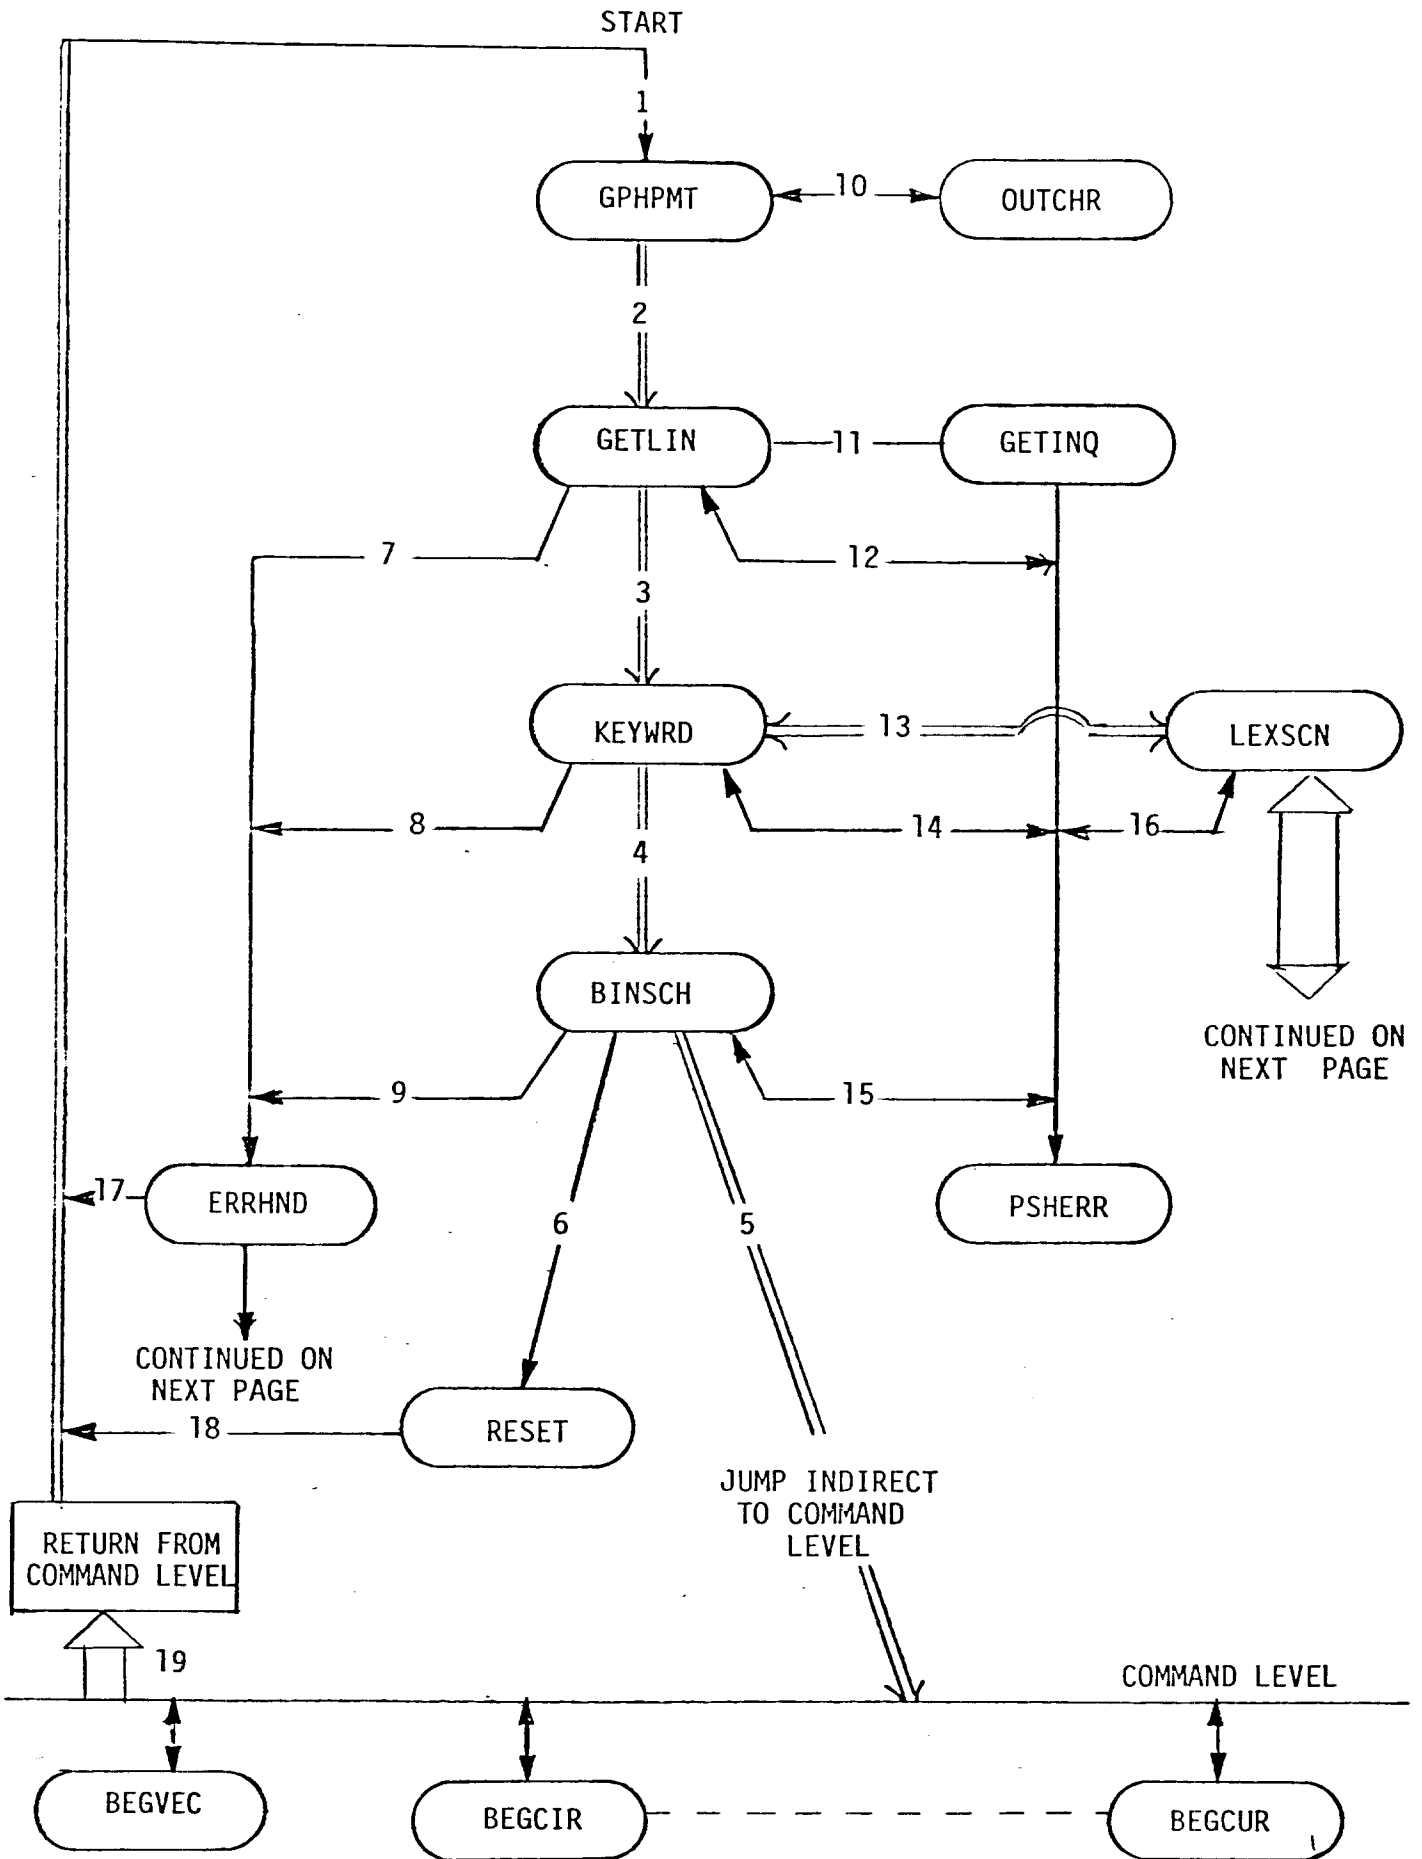 START
1
GPHPMT
10
OUTCHR
2
GETLIN
11
GETINQ
7
12
3
KEYWRD
13
LEXSCN
8
14
16
4
BINSCH
CONTINUED ON
NEXT PAGE
9
15
17
ERRHND
6
5
PSHERR
CONTINUED ON
NEXT PAGE
18
RESET
JUMP INDIRECT
TO COMMAND
LEVEL
RETURN FROM
COMMAND LEVEL
19
COMMAND LEVEL
BEGVEC
BEGCIR
BEGCUR